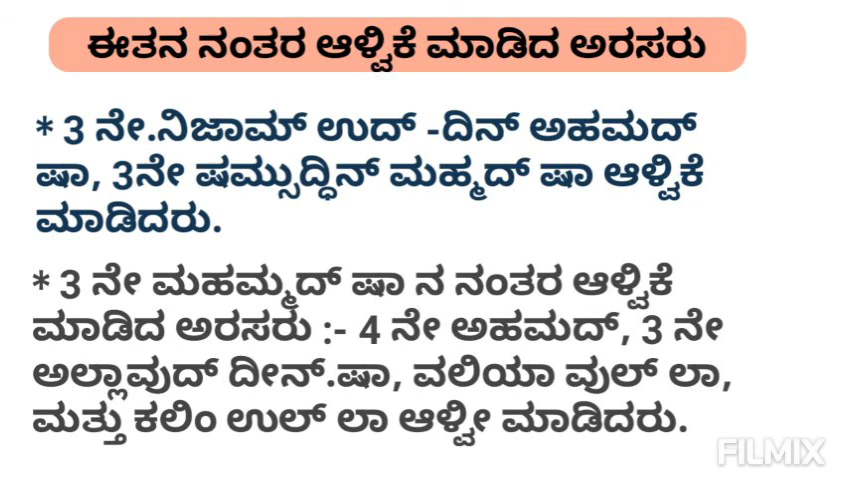 ಈತನ ನಂತರ ಆಳ್ವಿಕೆ ಮಾಡಿದ ಅರಸರು
* 3 ನೇ.ನಿಜಾಮ್ ಉದ್ -ದಿನ್ ಅಹಮದ್
ಷಾ, 3ನೇ ಷಮ್ಸುದ್ಧಿನ್ ಮಹ್ಮದ್ ಷಾ ಆಳ್ವಿಕೆ
ಮಾಡಿದರು.
* 3 ನೇ ಮಹಮ್ಮದ್ ಷಾ ನ ನಂತರ ಆಳ್ವಿಕೆ
ಮಾಡಿದ ಅರಸರು :- 4 ನೇ ಅಹಮದ್, 3 ನೇ
ಅಲ್ಲಾವುದ್ ದೀನ್.ಷಾ, ವಲಿಯಾ ವುಲ್ ಲಾ,
ಮತ್ತು ಕಲಿಂ ಉಲ್ ಲಾ ಆಳ್ವೀ ಮಾಡಿದರು.
FILMIX